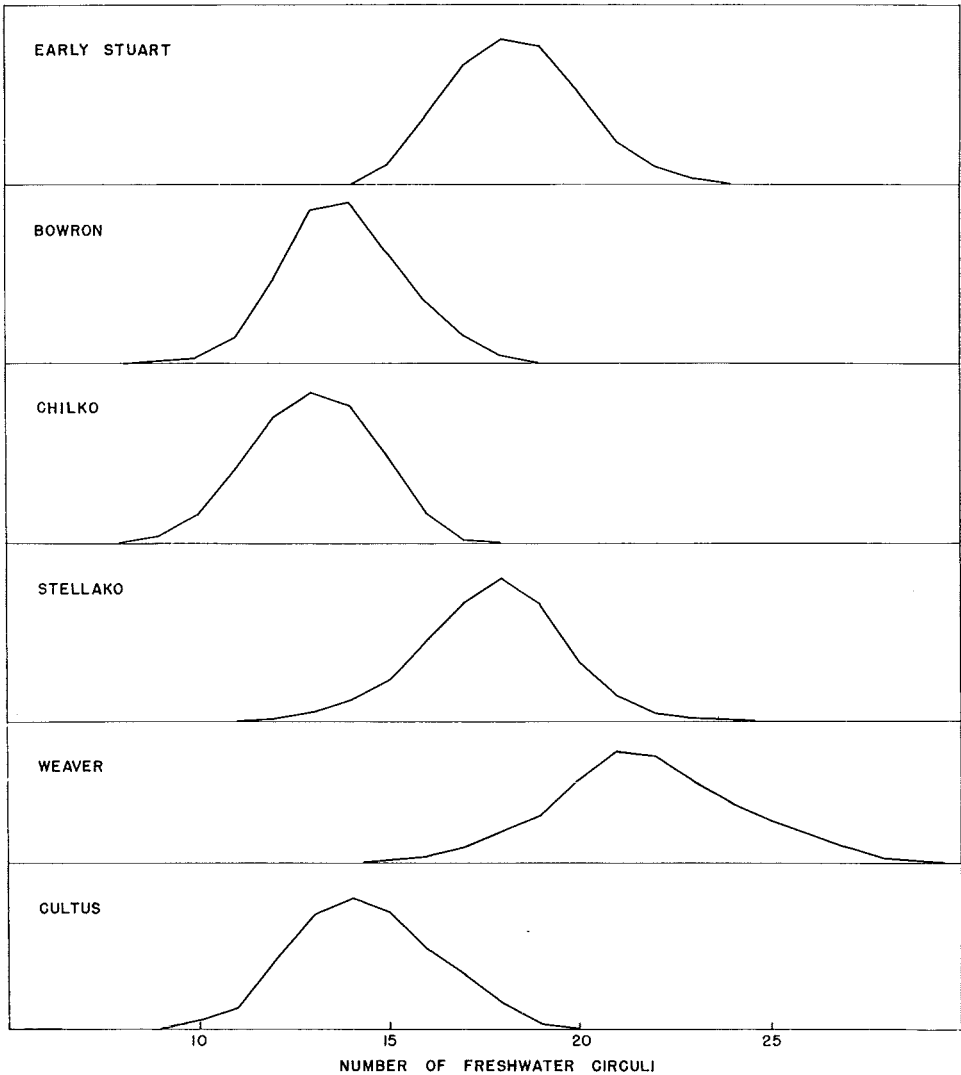 EARLY STUART
BOWRON
CHILKO
STELLAKO
WEAVER
CULTUS
10 15 20 25
NUMBER OF FRESHWATER CIRCULI